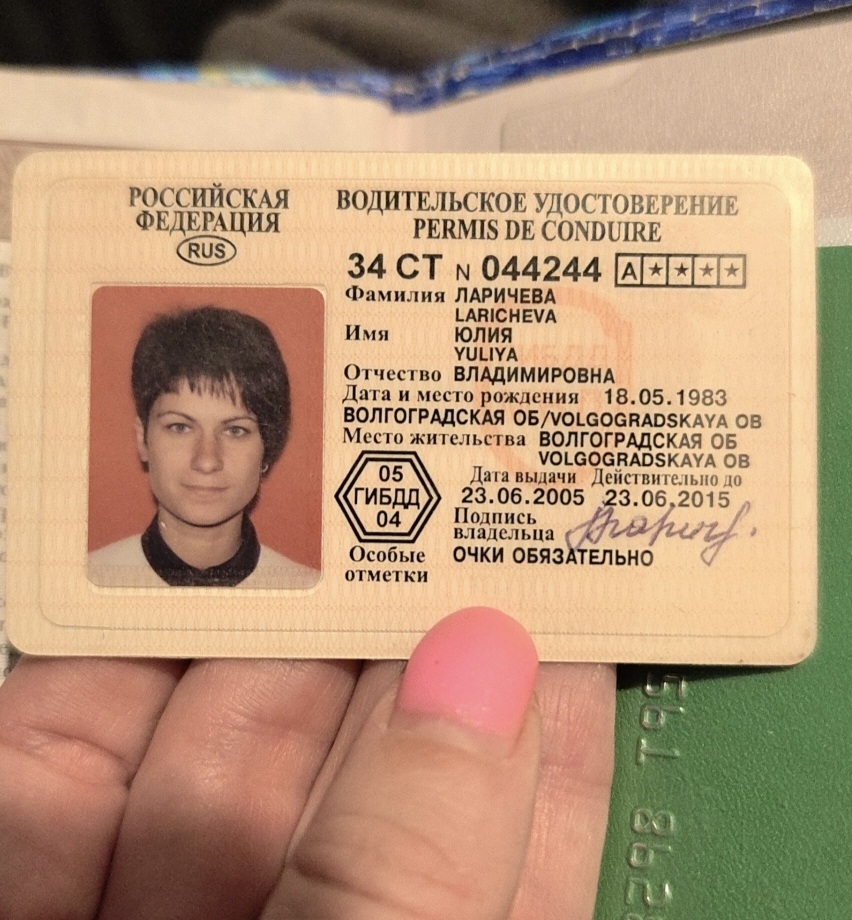 РОССИЙСКАЯ
ФЕДЕРАЦИЯ
RUS
ВОДИТЕЛЬСКОЕ УДОСТОВЕРЕНИЕ
PERMIS DE CONDUIRE
34 СТ N 044244 A★★★★
Фамилия ЛАРИЧЕВА
LARICHEVA
Имя ЮЛИЯ
YULIYA
Отчество ВЛАДИМИРОВНА
Дата и место рождения 18.05.1983
ВОЛГОГРАДСКАЯ ОБ/VOLGOGRADSKAYA OB
Место жительства ВОЛГОГРАДСКАЯ ОБ
VOLGOGRADSKAYA OB
Дата выдачи Действительно до
23.06.2005 23.06.2015
05
ГИБДД
04
Подпись
владельца
Особые
отметки
ОЧКИ ОБЯЗАТЕЛЬНО